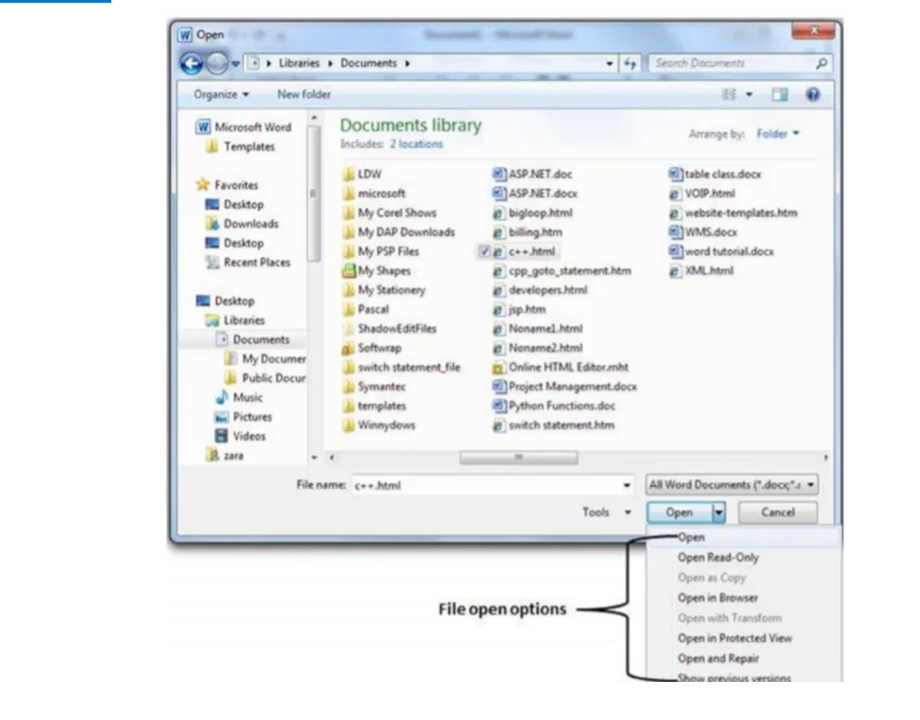 Open
Libraries ▸ Documents ▸
Search Documents
Organize
New folder
Microsoft Word
Templates
Favorites
Desktop
Downloads
Desktop
Recent Places
Desktop
Libraries
Documents
My Documer
Public Docur
Music
Pictures
Videos
zara
Documents library
Includes: 2 locations
Arrange by: Folder
LDW
microsoft
My Corel Shows
My DAP Downloads
My PSP Files
My Shapes
My Stationery
Pascal
ShadowEditFiles
Softwrap
switch statement_file
Symantec
templates
Winnydows
ASP.NET.doc
ASP.NET.docx
bigloop.html
billing.htm
c++.html
cpp_goto_statement.htm
developers.html
jsp.htm
Noname1.html
Noname2.html
Online HTML Editor.mht
Project Management.docx
Python Functions.doc
switch statement.htm
table class.docx
VOIP.html
website-templates.htm
WMS.docx
word tutorial.docx
XML.html
File name: c++.html
All Word Documents (*.docx;*.
Tools
Open
Cancel
Open
Open Read-Only
Open as Copy
Open in Browser
Open with Transform
Open in Protected View
Open and Repair
Show previous versions
File open options